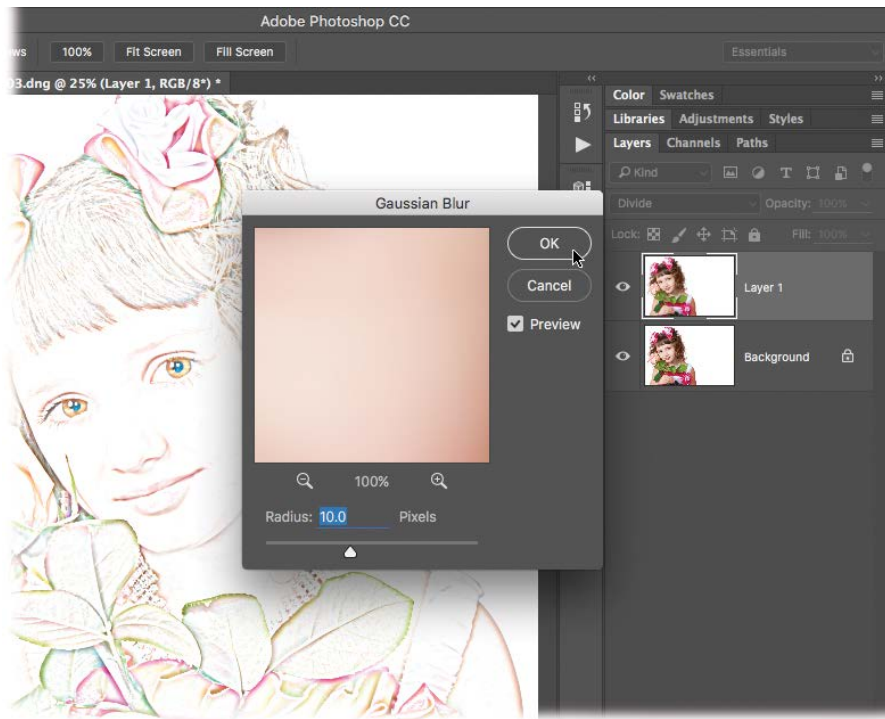 Adobe Photoshop CC
ws 100% Fit Screen Fill Screen Essentials
03.dng @ 25% (Layer 1, RGB/8*) *
Color Swatches
Libraries Adjustments Styles
Layers Channels Paths
Kind
Divide Opacity: 100%
Lock: Fill: 100%
Layer 1
Background
Gaussian Blur
OK
Cancel
Preview
100%
Radius: 10.0 Pixels